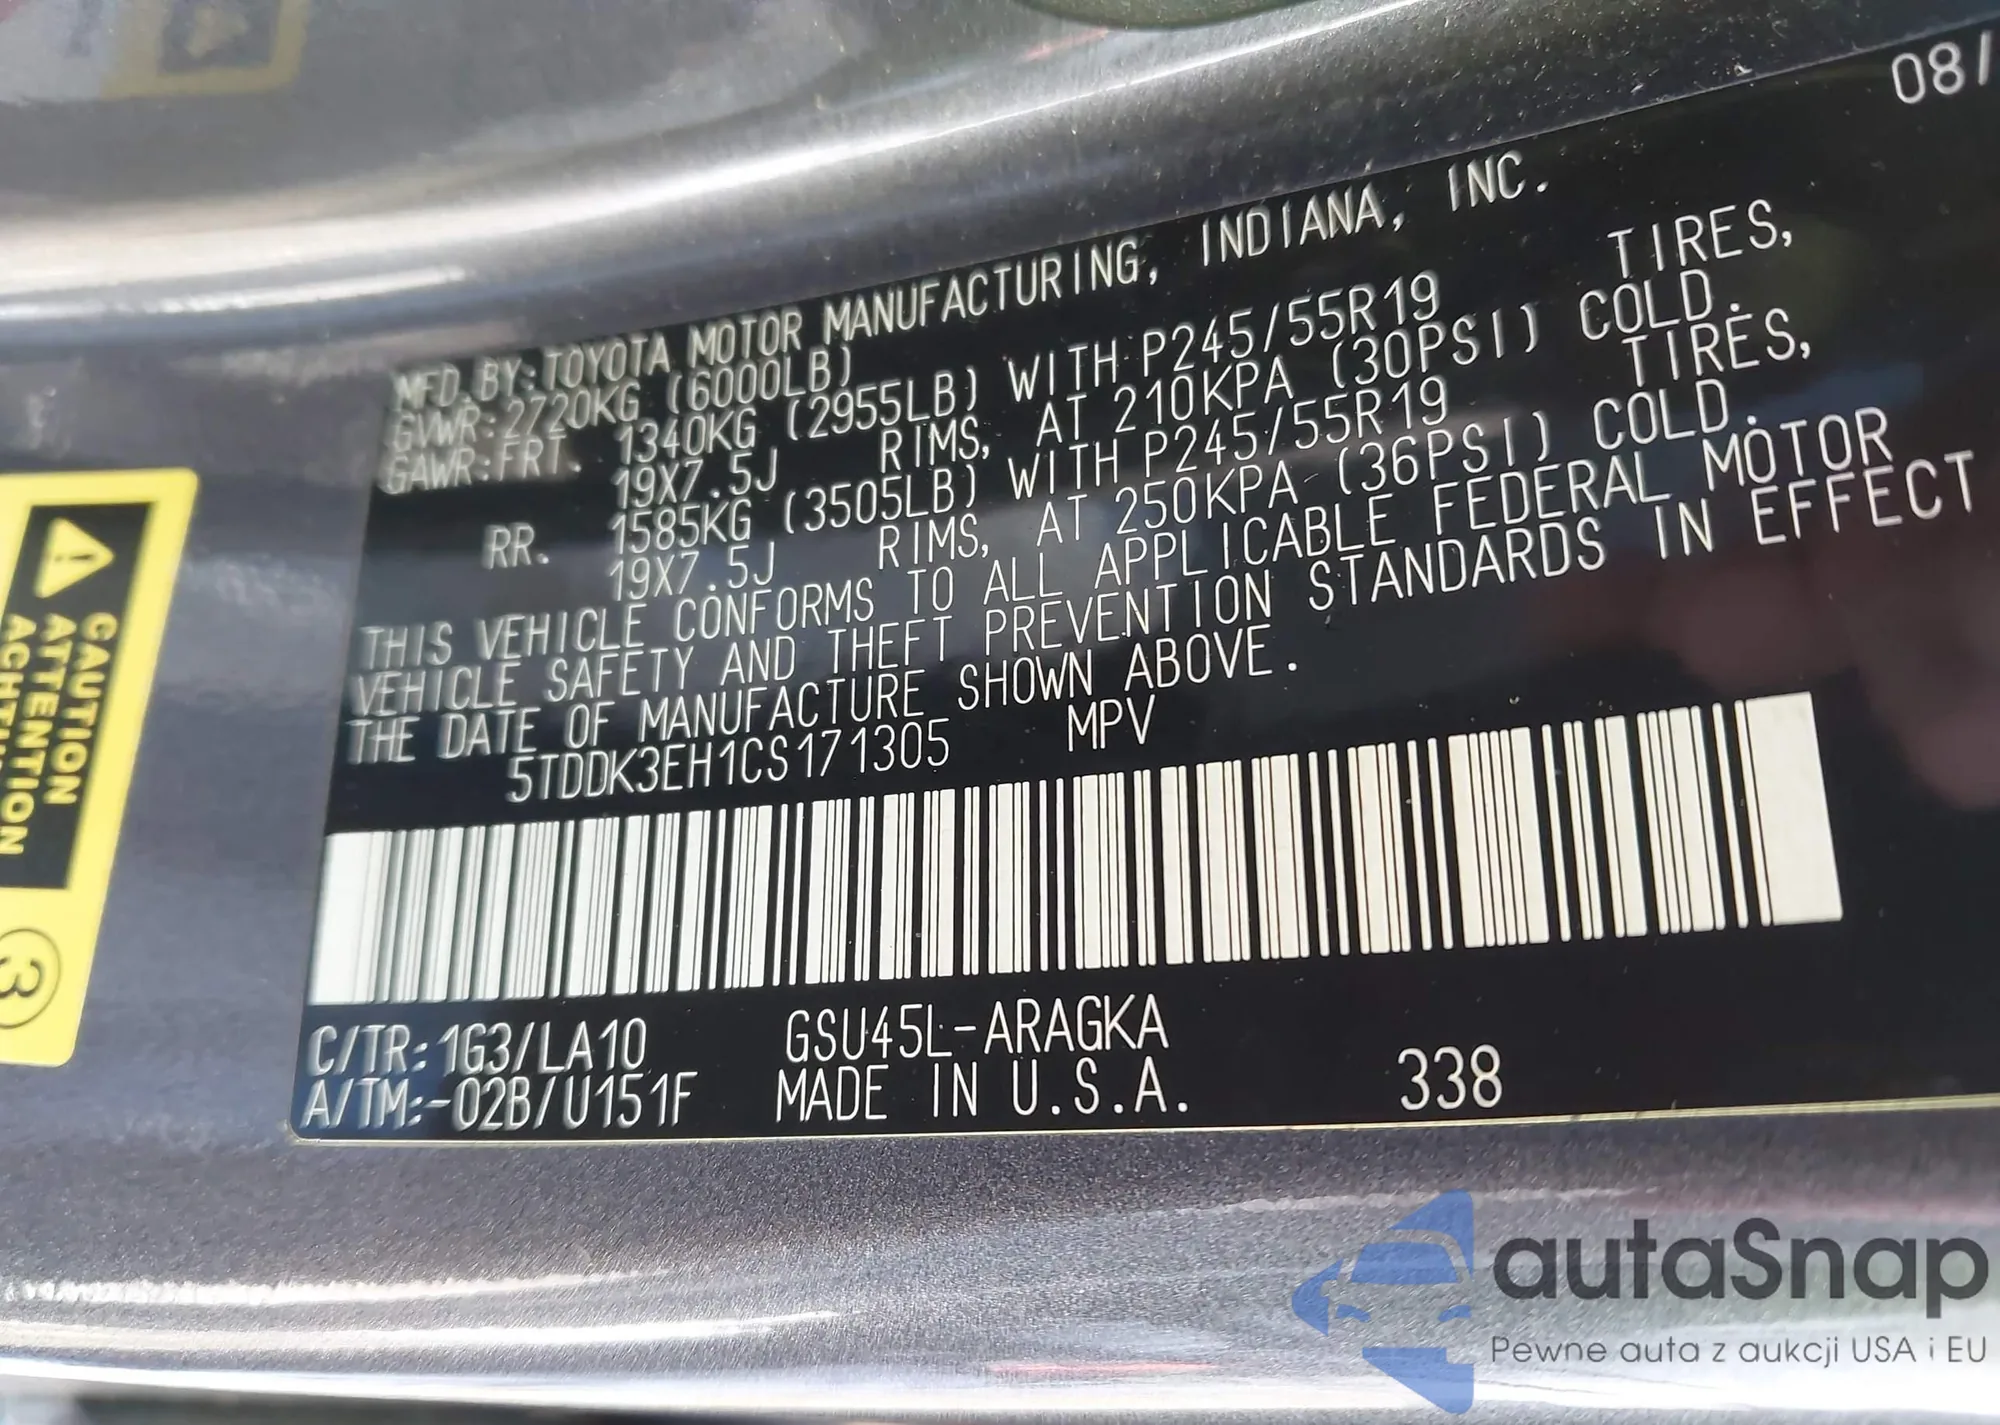 08/
MFD. BY: TOYOTA MOTOR MANUFACTURING, INDIANA, INC.
GVWR: 2720KG (6000LB)
GAWR: FRT. 1340KG (2955LB) WITH P245/55R19 TIRES,
19X7.5J RIMS, AT 210KPA (30PSI) COLD.
RR. 1585KG (3505LB) WITH P245/55R19 TIRES,
19X7.5J RIMS, AT 250KPA (36PSI) COLD.
THIS VEHICLE CONFORMS TO ALL APPLICABLE FEDERAL MOTOR
VEHICLE SAFETY AND THEFT PREVENTION STANDARDS IN EFFECT
THE DATE OF MANUFACTURE SHOWN ABOVE.
5TDDK3EH1CS171305 MPV
C/TR: 1G3/LA10 GSU45L-ARAGKA
A/TM:-02B/U151F MADE IN U.S.A. 338
CAUTION
ATTENTION
3
autaSnap
Pewne auta z aukcji USA i EU